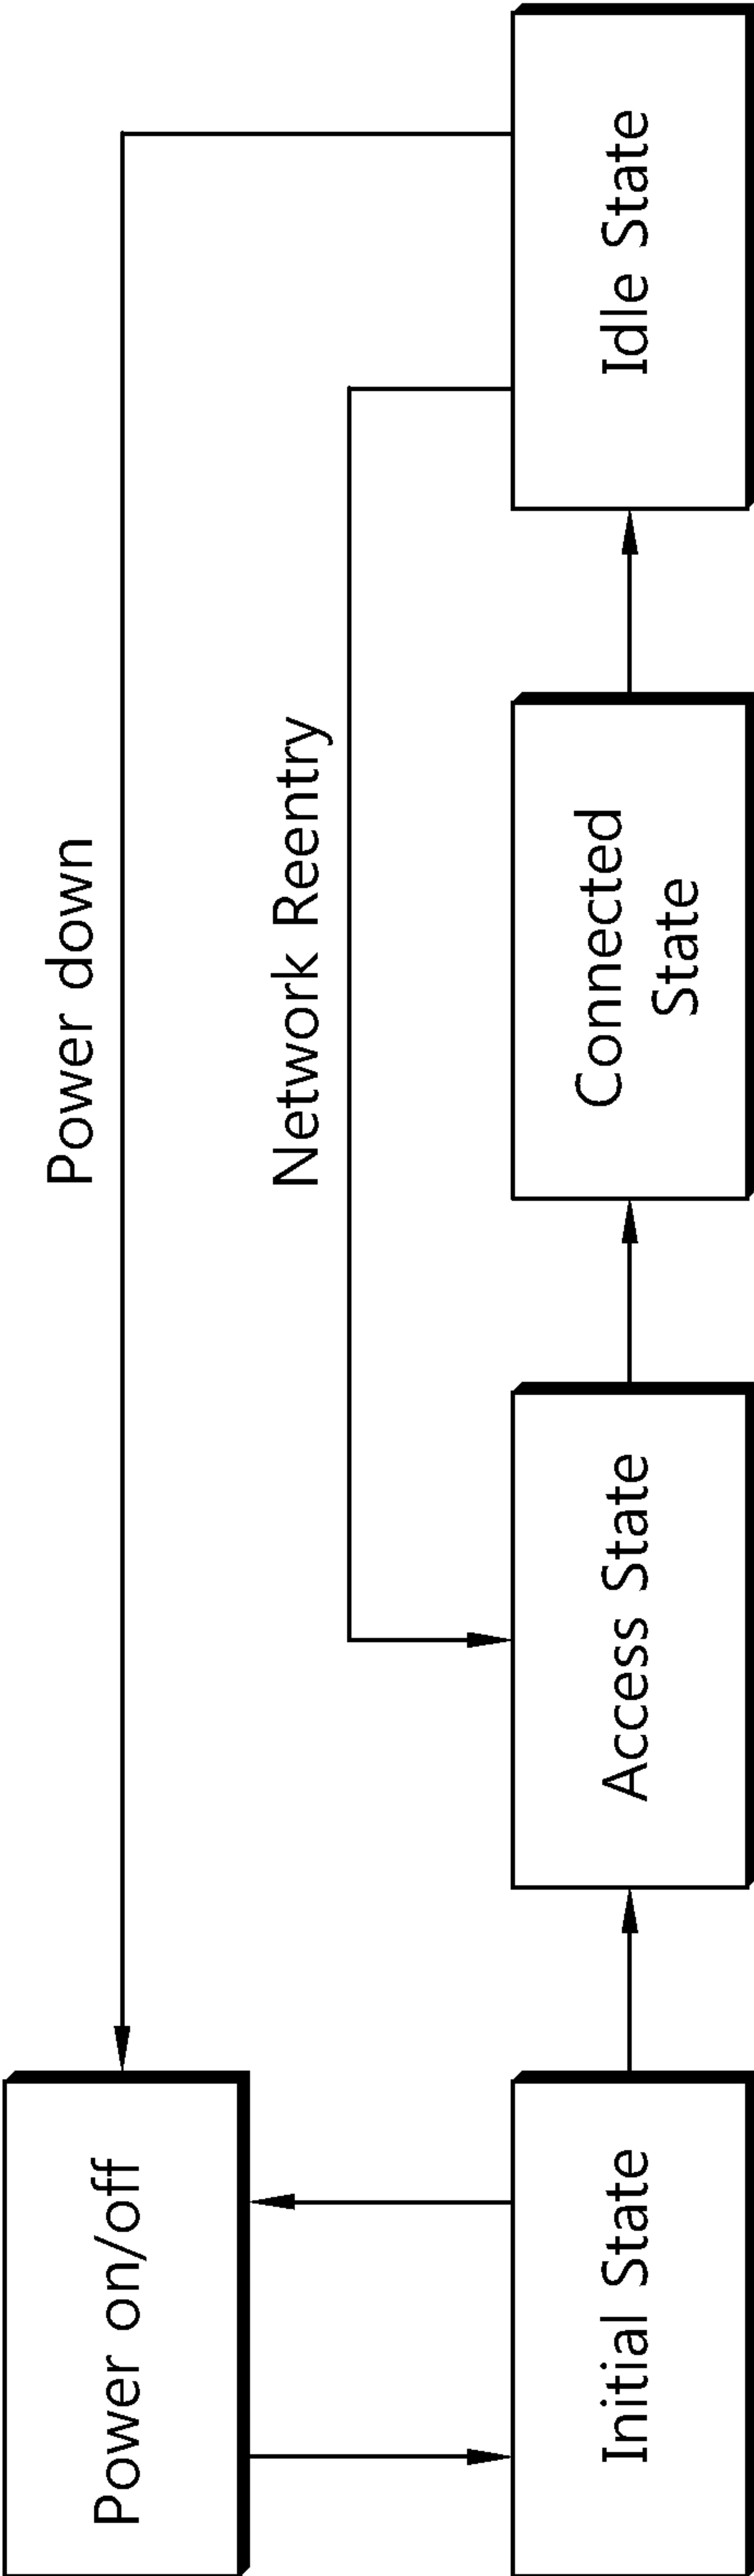 Power on/off
Power down
Network Reentry
Initial State
Access State
Connected
State
Idle State